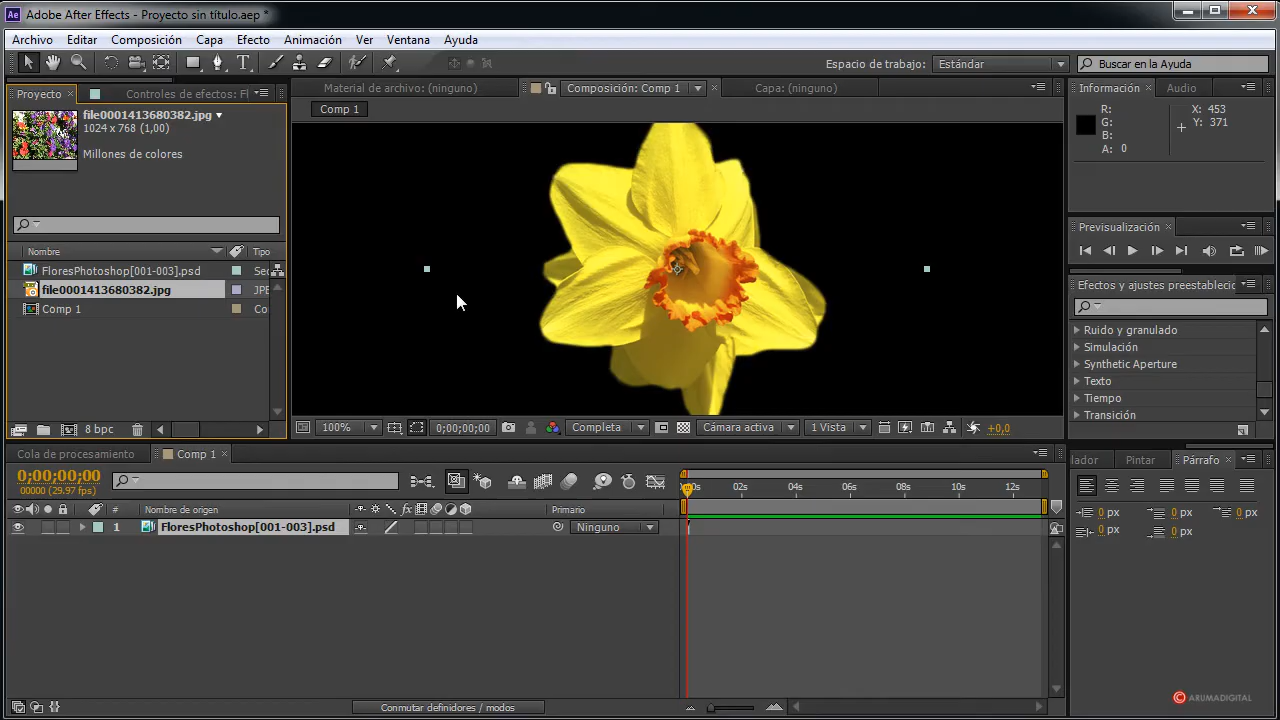 Adobe After Effects - Proyecto sin título.aep *
Archivo Editar Composición Capa Efecto Animación Ver Ventana Ayuda
Espacio de trabajo: Estándar Buscar en la Ayuda
Proyecto Controles de efectos: Fl
Material de archivo: (ninguno) Composición: Comp 1 Capa: (ninguno)
Información Audio
Comp 1
file0001413680382.jpg
1024 x 768 (1,00)
Millones de colores
R: X: 453
G: Y: 371
B:
A: 0
Previsualización
Nombre Tipo
FloresPhotoshop[001-003].psd Sec
file0001413680382.jpg JPE
Comp 1 Co
Efectos y ajustes preestablecio
Ruido y granulado
Simulación
Synthetic Aperture
Texto
Tiempo
Transición
8 bpc
100% 0;00;00;00 Completa Cámara activa 1 Vista +0,0
Cola de procesamiento Comp 1
lador Pintar Párrafo
0;00;00;00
00000 (29.97 fps)
02s 04s 06s 08s 10s 12s
# Nombre de origen Primario
1 FloresPhotoshop[001-003].psd Ninguno
0 px 0 px 0 px
0 px 0 px
Conmutar definidores / modos
© ARUMADIGITAL